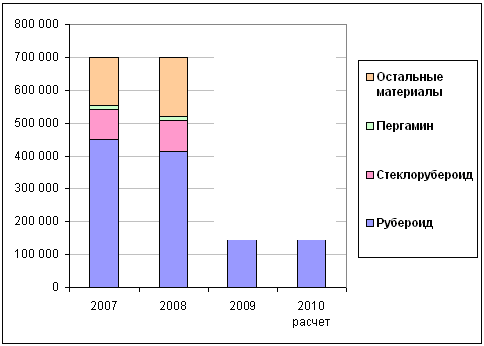 800 000
700 000
600 000
500 000
400 000
300 000
200 000
100 000
0
2007
2008
2009
2010
расчет
Остальные
материалы
Пергамин
Стеклорубероид
Рубероид